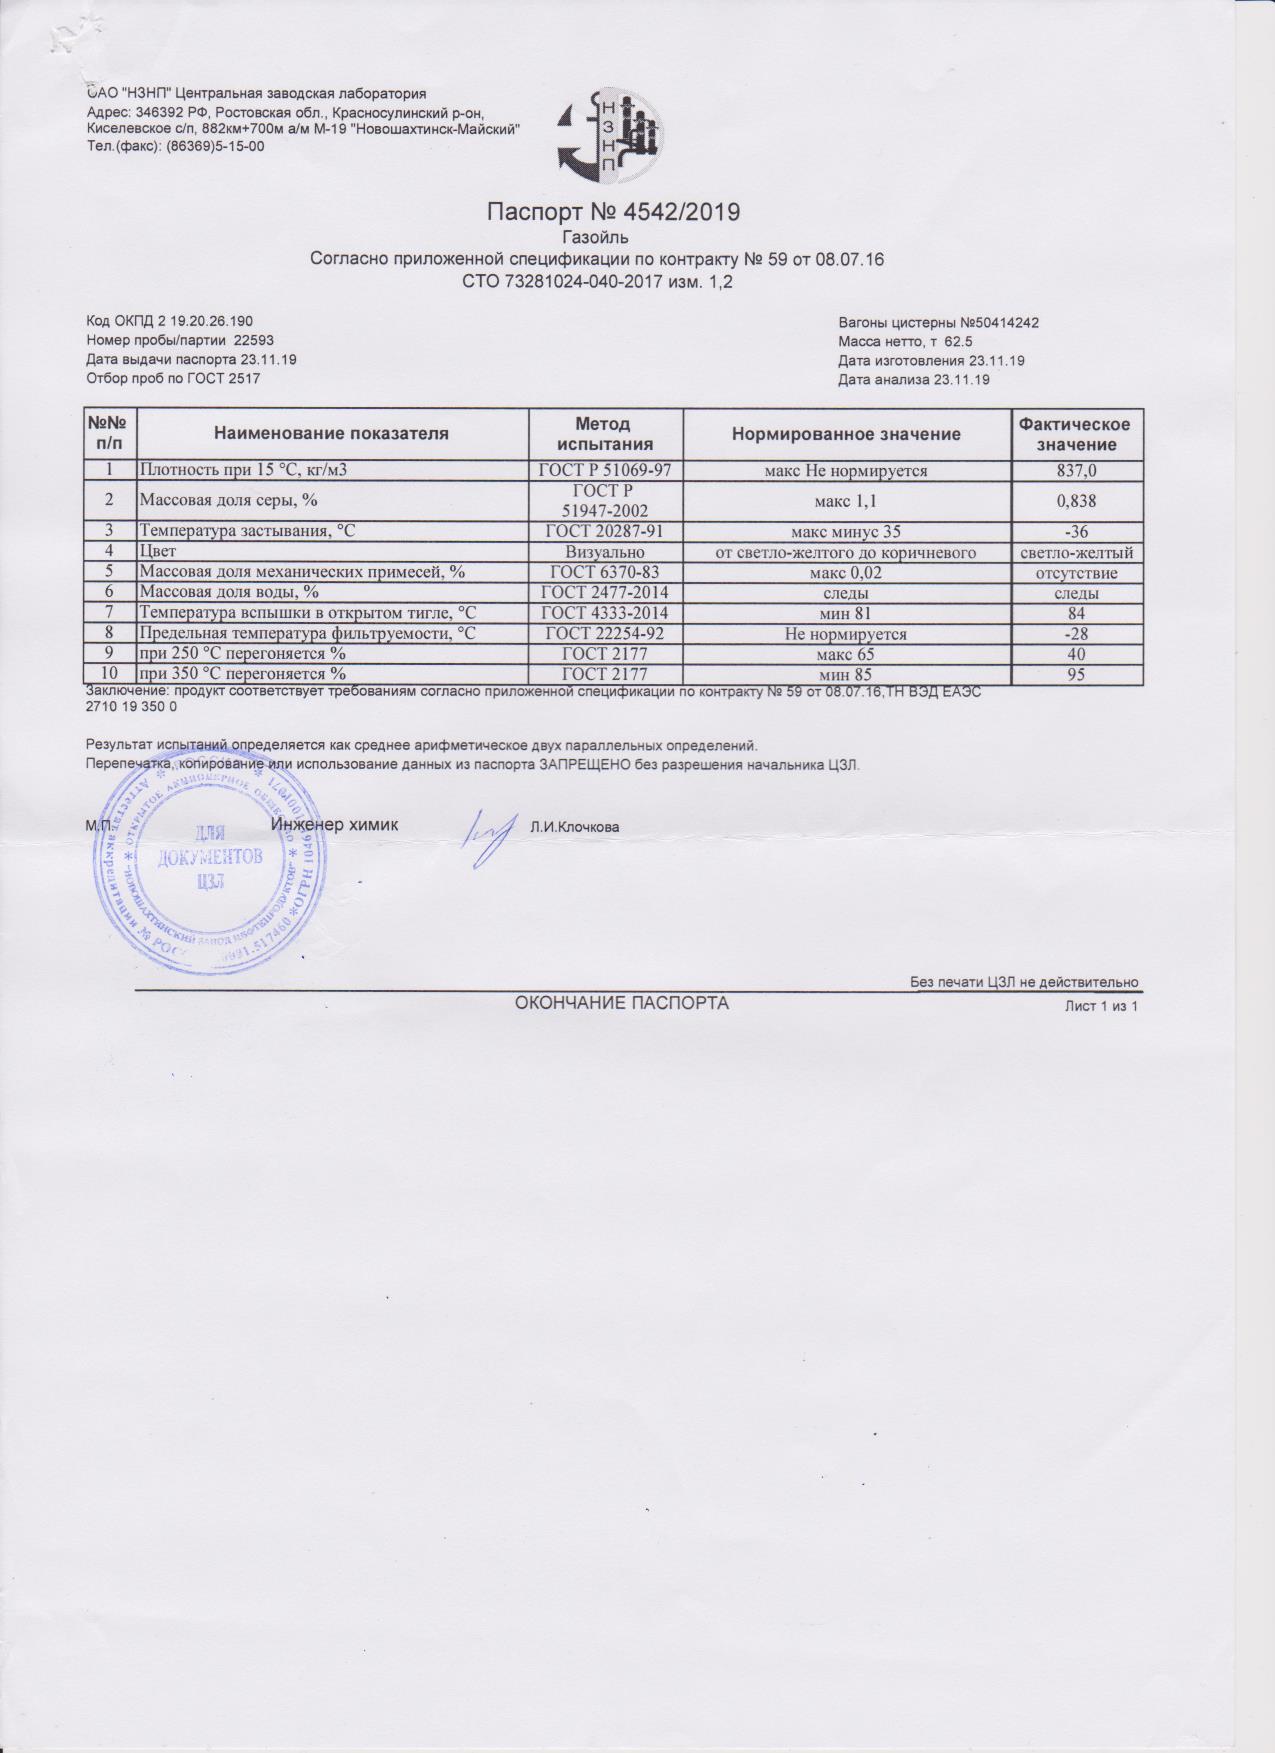 ОАО "НЗНП" Центральная заводская лаборатория
Адрес: 346392 РФ, Ростовская обл., Красносулинский р-он,
Киселевское с/п, 882км+700м а/м М-19 "Новошахтинск-Майский"
Тел.(факс): (86369)5-15-00
НЗНП
Паспорт № 4542/2019
Газойль
Согласно приложенной спецификации по контракту № 59 от 08.07.16
СТО 73281024-040-2017 изм. 1,2
Код ОКПД 2 19.20.26.190
Номер пробы/партии 22593
Дата выдачи паспорта 23.11.19
Отбор проб по ГОСТ 2517
Вагоны цистерны №50414242
Масса нетто, т 62.5
Дата изготовления 23.11.19
Дата анализа 23.11.19
№№ п/п Наименование показателя Метод испытания Нормированное значение Фактическое значение
1 Плотность при 15 °С, кг/м3 ГОСТ Р 51069-97 макс Не нормируется 837,0
2 Массовая доля серы, % ГОСТ Р 51947-2002 макс 1,1 0,838
3 Температура застывания, °С ГОСТ 20287-91 макс минус 35 -36
4 Цвет Визуально от светло-желтого до коричневого светло-желтый
5 Массовая доля механических примесей, % ГОСТ 6370-83 макс 0,02 отсутствие
6 Массовая доля воды, % ГОСТ 2477-2014 следы следы
7 Температура вспышки в открытом тигле, °С ГОСТ 4333-2014 мин 81 84
8 Предельная температура фильтруемости, °С ГОСТ 22254-92 Не нормируется -28
9 при 250 °С перегоняется % ГОСТ 2177 макс 65 40
10 при 350 °С перегоняется % ГОСТ 2177 мин 85 95
Заключение: продукт соответствует требованиям согласно приложенной спецификации по контракту № 59 от 08.07.16,ТН ВЭД ЕАЭС
2710 19 350 0
Результат испытаний определяется как среднее арифметическое двух параллельных определений.
Перепечатка, копирование или использование данных из паспорта ЗАПРЕЩЕНО без разрешения начальника ЦЗЛ.
М.П. Инженер химик Л.И.Клочкова
ДЛЯ
ДОКУМЕНТОВ
ЦЗЛ
ОТКРЫТОЕ АКЦИОНЕРНОЕ ОБЩЕСТВО
"НОВОШАХТИНСКИЙ ЗАВОД НЕФТЕПРОДУКТОВ"
Аттестат аккредитации №
Без печати ЦЗЛ не действительно
ОКОНЧАНИЕ ПАСПОРТА
Лист 1 из 1